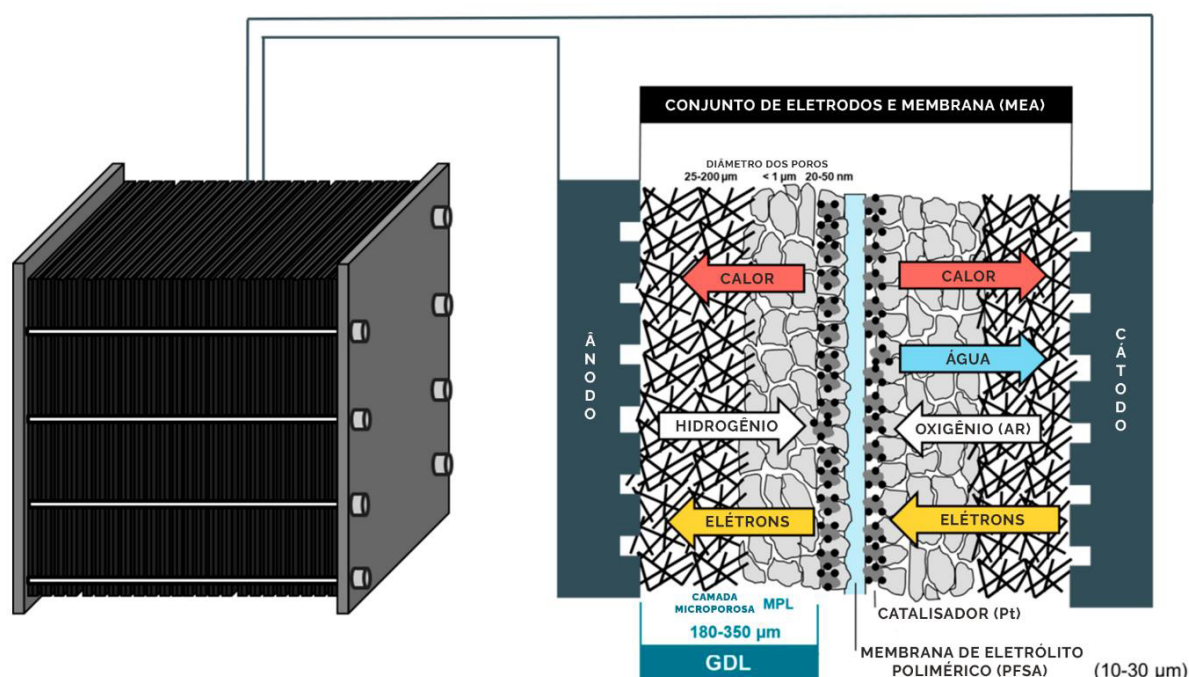 CONJUNTO DE ELETRODOS E MEMBRANA (MEA)
DIÂMETRO DOS POROS
25-200 µm < 1 µm 20-50 nm
CALOR
CALOR
ÂNODO
ÁGUA
CÁTODO
HIDROGÊNIO
OXIGÊNIO (AR)
ELÉTRONS
ELÉTRONS
CAMADA
MICROPOROSA
MPL
180-350 µm
GDL
CATALISADOR (Pt)
MEMBRANA DE ELETRÓLITO
POLIMÉRICO (PFSA)
(10-30 µm)